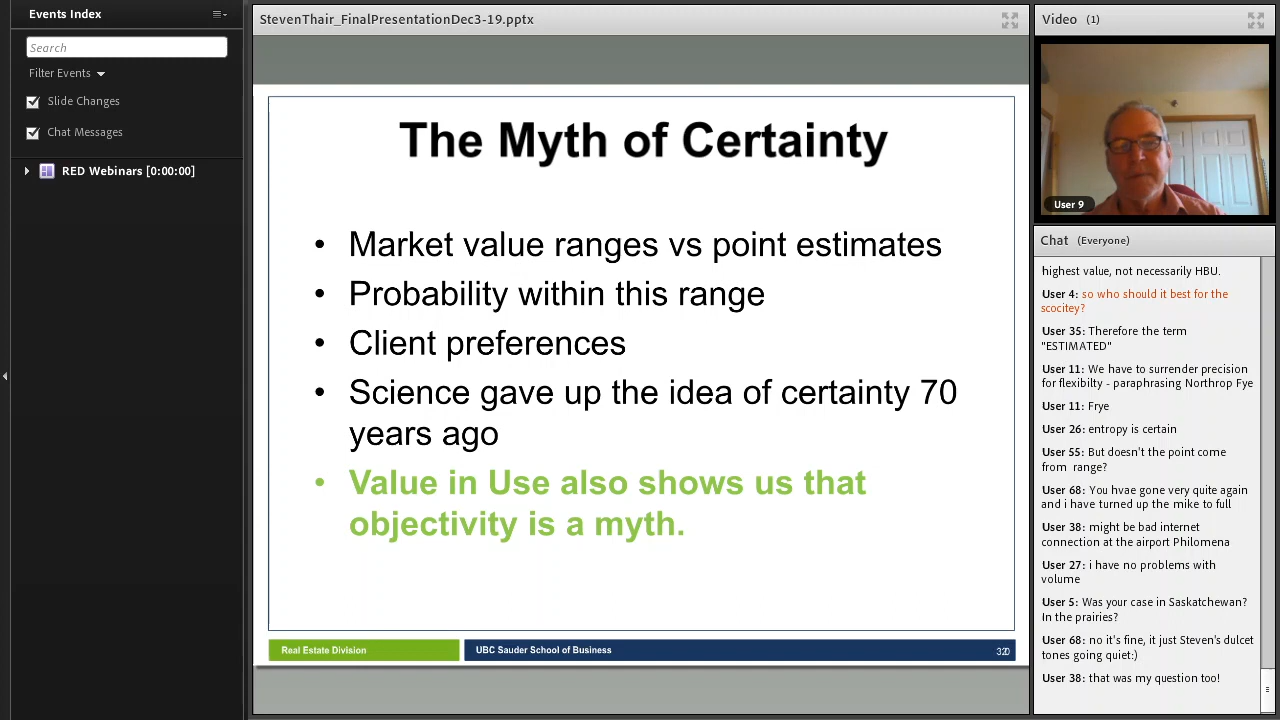 Events Index
Search
Filter Events
Slide Changes
Chat Messages
RED Webinars [0:00:00]
StevenThair_FinalPresentationDec3-19.pptx
The Myth of Certainty
• Market value ranges vs point estimates
• Probability within this range
• Client preferences
• Science gave up the idea of certainty 70
years ago
• Value in Use also shows us that
objectivity is a myth.
Real Estate Division
UBC Sauder School of Business
Video (1)
User 9
Chat (Everyone)
highest value, not necessarily HBU.
User 4: so who should it best for the
scocitey?
User 35: Therefore the term
"ESTIMATED"
User 11: We have to surrender precision
for flexibilty - paraphrasing Northrop Fye
User 11: Frye
User 26: entropy is certain
User 55: But doesn't the point come
from range?
User 68: You hvae gone very quite again
and i have turned up the mike to full
User 38: might be bad internet
connection at the airport Philomena
User 27: i have no problems with
volume
User 5: Was your case in Saskatchewan?
In the prairies?
User 68: no it's fine, it just Steven's dulcet
tones going quiet:)
User 38: that was my question too!